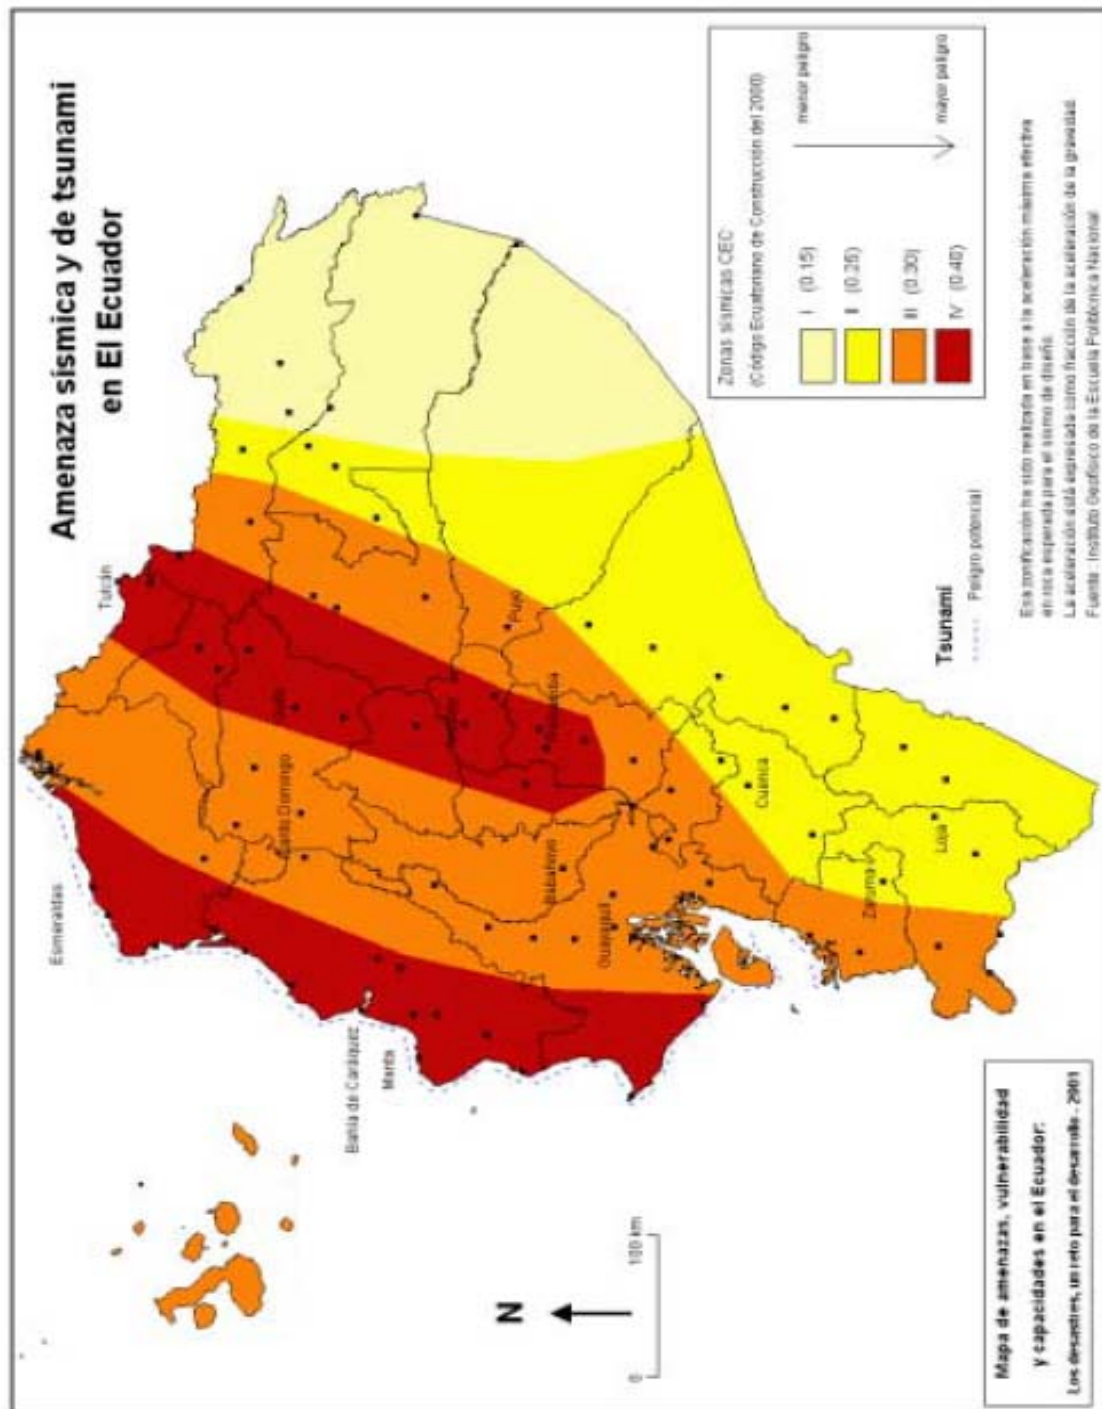 Amenaza sísmica y de tsunami
en El Ecuador
Tulcán
Esmeraldas
Quito
Santo Domingo
Bahía de Caráquez
Manta
Puyo
Riobamba
Babahoyo
Guayaquil
Cuenca
Zaruma
Loja
Zonas sísmicas CEC
(Código Ecuatoriano de Construcción del 2000)
I (0.15)
II (0.25)
III (0.30)
IV (0.40)
menor peligro
mayor peligro
Tsunami
Peligro potencial
Esa zonificación ha sido realizada en base a la aceleración máxima efectiva
en roca esperada para el sismo de diseño.
La aceleración está expresada como fracción de la aceleración de la gravedad.
Fuente: Instituto Geofísico de la Escuela Politécnica Nacional
N
0 100 km
Mapa de amenazas, vulnerabilidad
y capacidades en el Ecuador:
Los desastres, un reto para el desarrollo - 2001